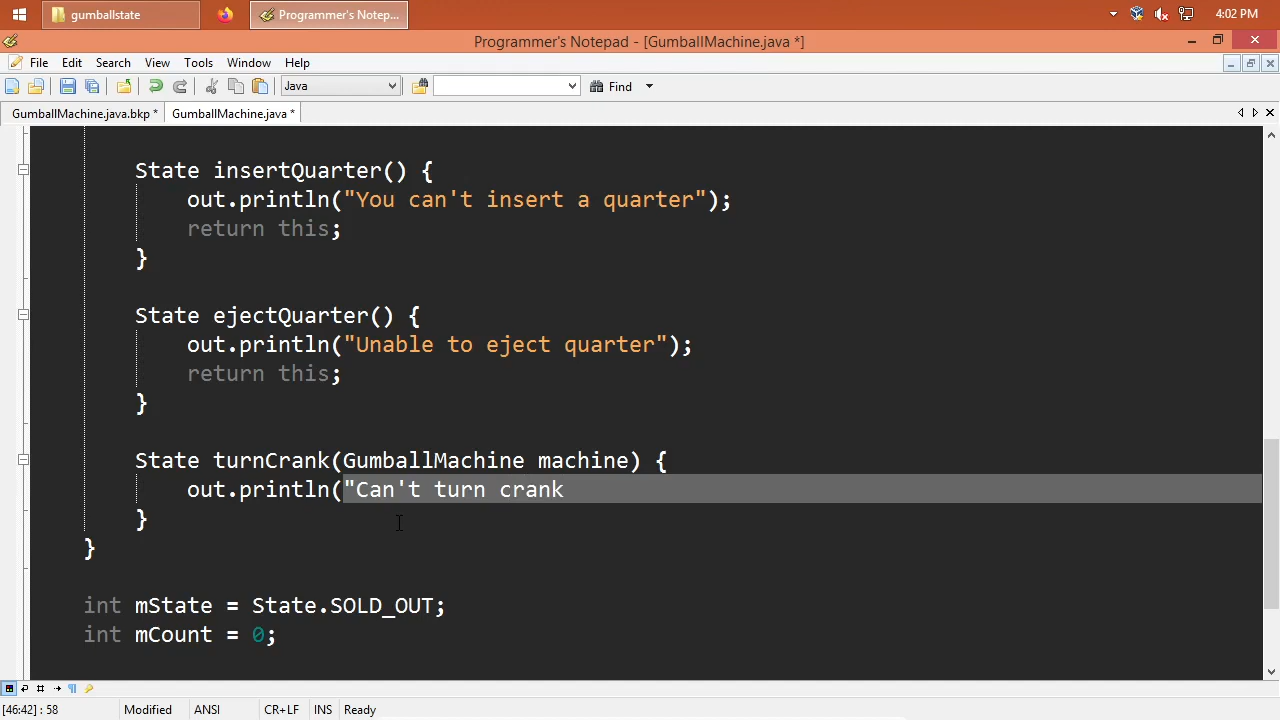 gumballstate
Programmer's Notep...
4:02 PM
Programmer's Notepad - [GumballMachine.java *]
File Edit Search View Tools Window Help
Java
Find
GumballMachine.java.bkp *
GumballMachine.java *
State insertQuarter() {
out.println("You can't insert a quarter");
return this;
}
State ejectQuarter() {
out.println("Unable to eject quarter");
return this;
}
State turnCrank(GumballMachine machine) {
out.println("Can't turn crank
}
}
int mState = State.SOLD_OUT;
int mCount = 0;
[46:42] : 58 Modified ANSI CR+LF INS Ready